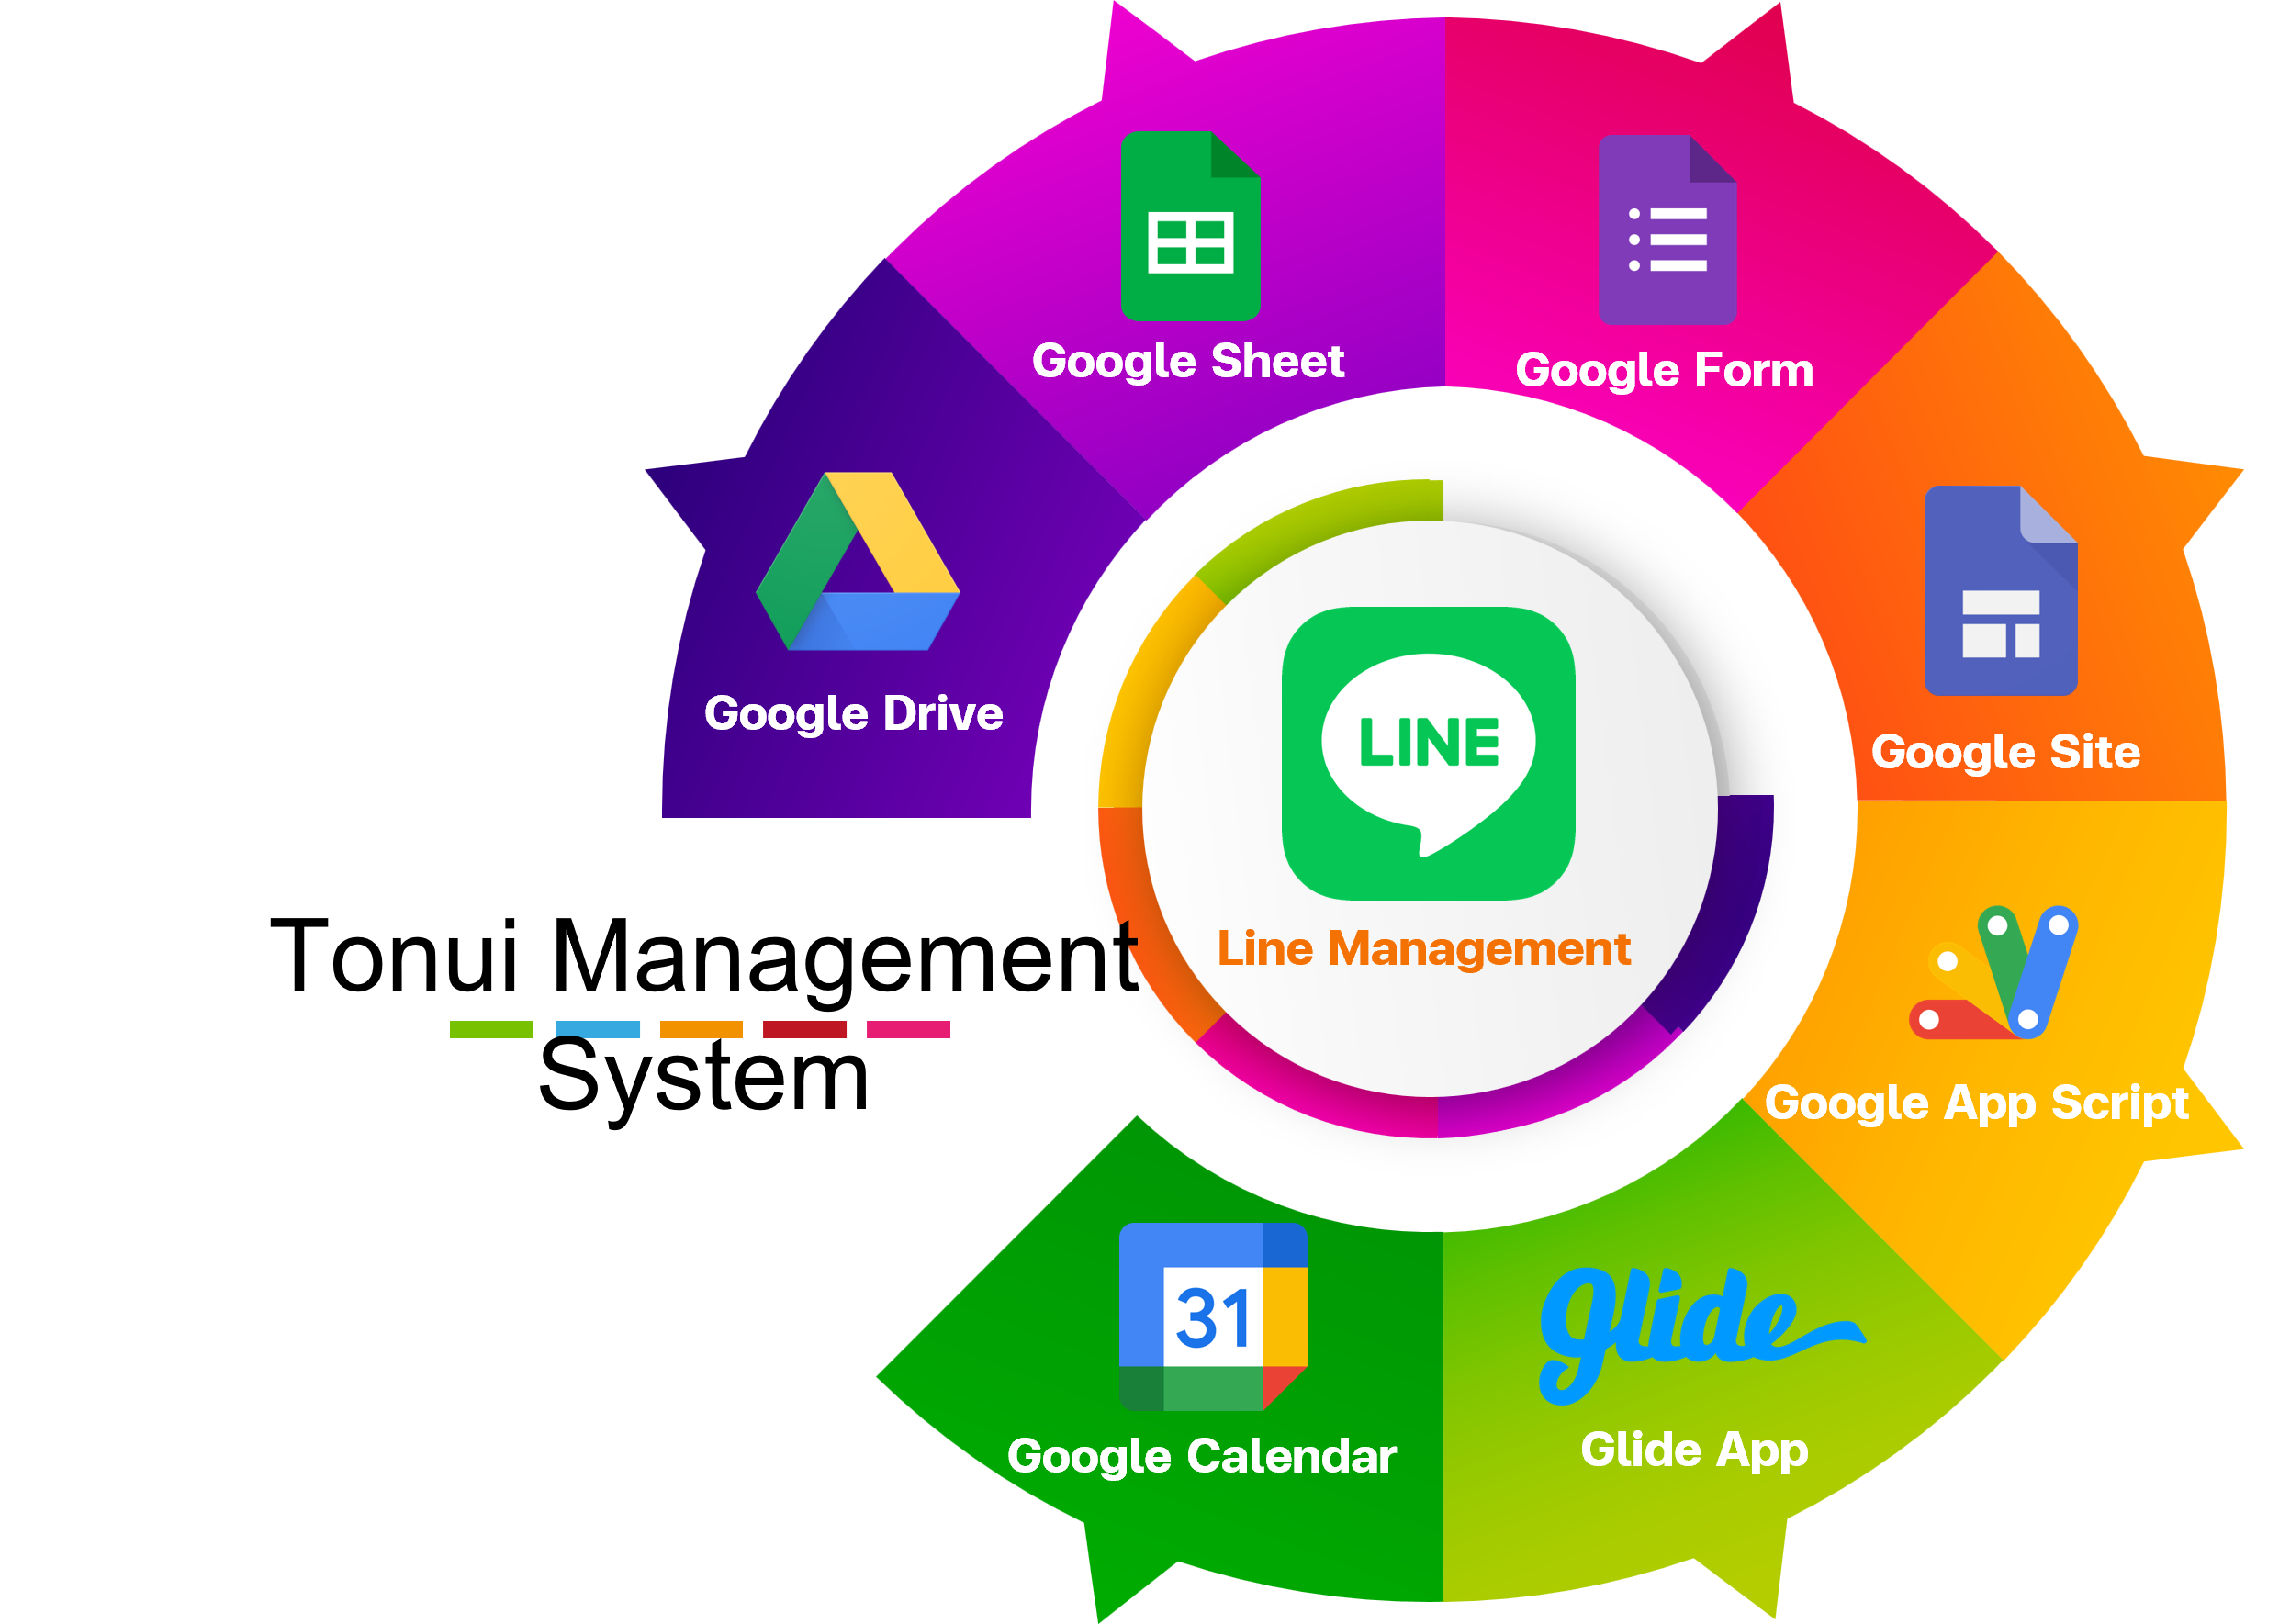 Google Sheet
Google Form
Google Drive
Google Site
LINE
Line Management
Tonui Management
System
Google App Script
31
Google Calendar
glide
Glide App